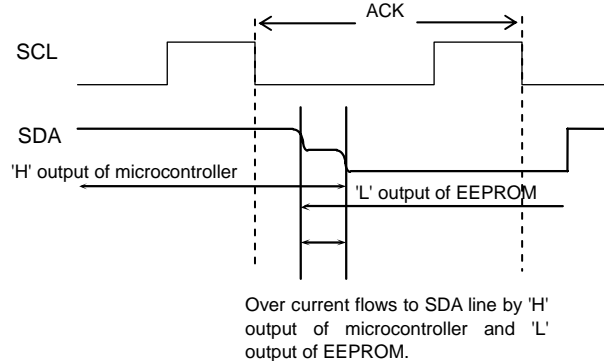 ACK
SCL
SDA
'H' output of microcontroller
'L' output of EEPROM
Over current flows to SDA line by 'H'
output of microcontroller and 'L'
output of EEPROM.